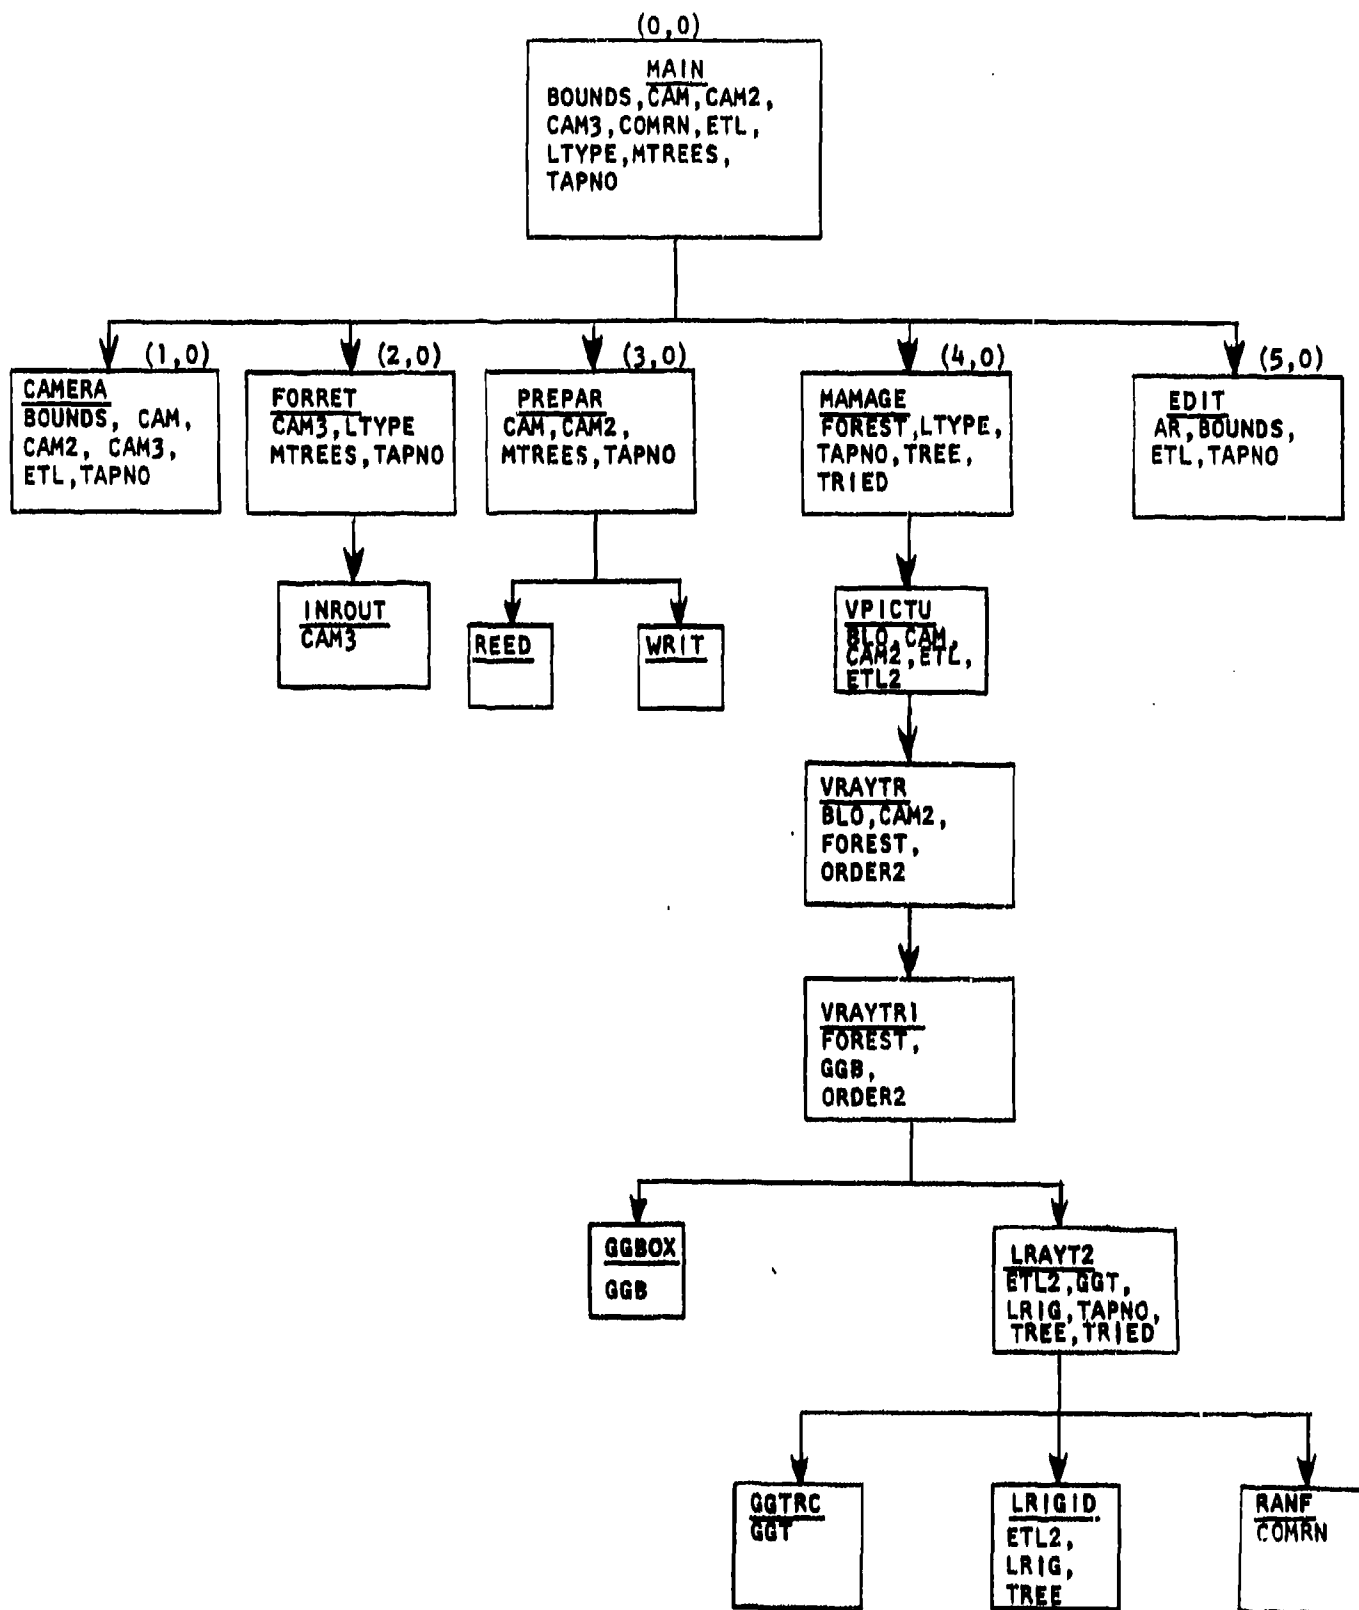 (0,0)
MAIN
BOUNDS,CAM,CAM2,
CAM3,COMRN,ETL,
LTYPE,MTREES,
TAPNO
(1,0)
CAMERA
BOUNDS, CAM,
CAM2, CAM3,
ETL,TAPNO
(2,0)
FORRET
CAM3,LTYPE
MTREES,TAPNO
(3,0)
PREPAR
CAM,CAM2,
MTREES,TAPNO
(4,0)
MAMAGE
FOREST,LTYPE,
TAPNO,TREE,
TRIED
(5,0)
EDIT
AR,BOUNDS,
ETL,TAPNO
INROUT
CAM3
REED
WRIT
VPICTU
BLO,CAM,
CAM2,ETL,
ETL2
VRAYTR
BLO,CAM2,
FOREST,
ORDER2
VRAYTRI
FOREST,
GGB,
ORDER2
GGBOX
GGB
LRAYT2
ETL2,GGT,
LRIG,TAPNO,
TREE,TRIED
GGTRC
GGT
LRIGID
ETL2,
LRIG,
TREE
RANF
COMRN